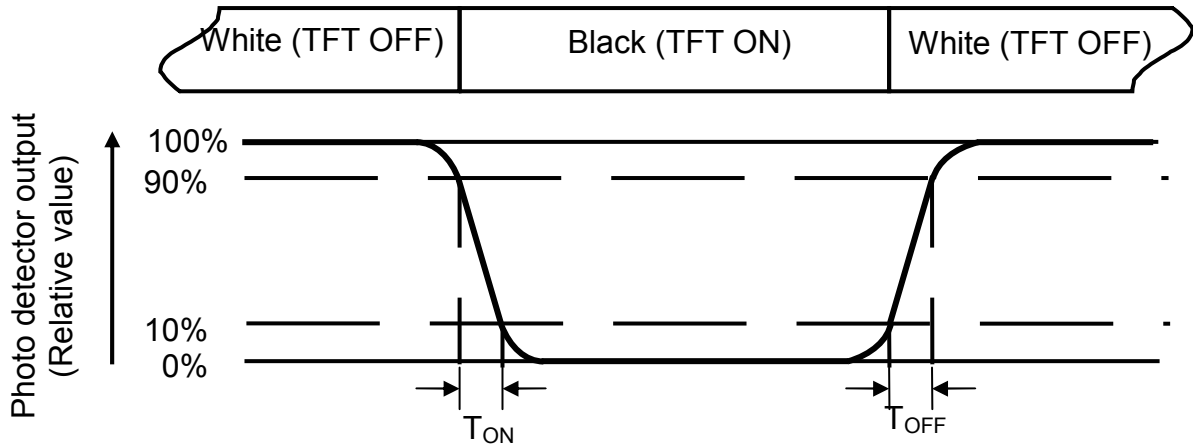 White (TFT OFF)
Black (TFT ON)
White (TFT OFF)
Photo detector output
(Relative value)
100%
90%
10%
0%
TON
TOFF